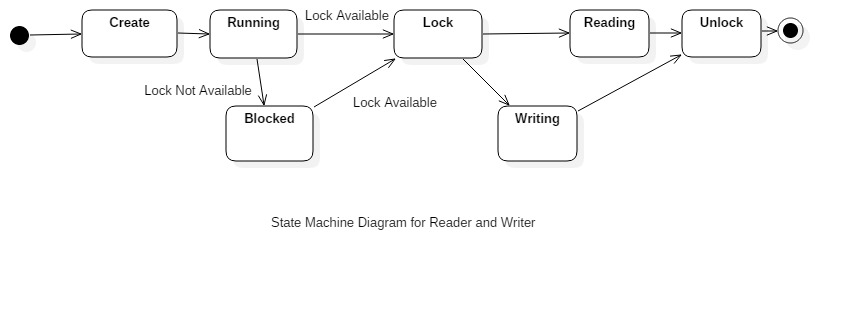 Create
Running
Lock Available
Lock
Reading
Unlock
Lock Not Available
Blocked
Lock Available
Writing
State Machine Diagram for Reader and Writer